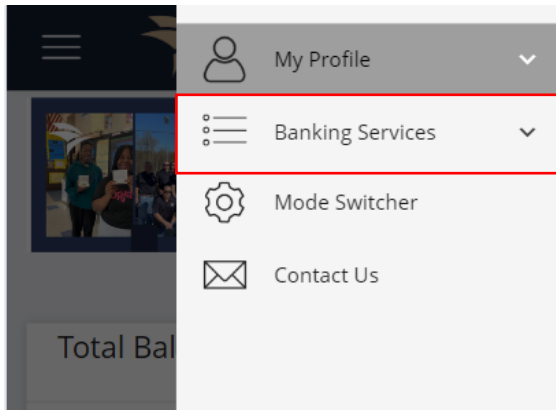 My Profile
Banking Services
Mode Switcher
Contact Us
Total Bal